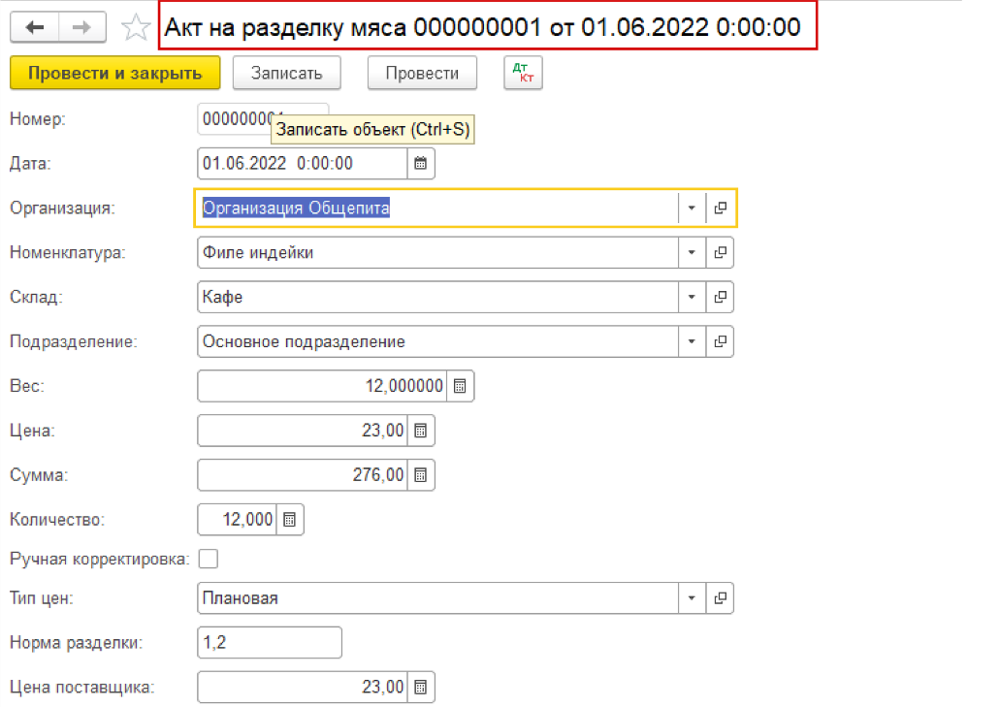 Акт на разделку мяса 000000001 от 01.06.2022 0:00:00
Провести и закрыть Записать Провести Дт Кт
Номер: 000000001
Записать объект (Ctrl+S)
Дата: 01.06.2022 0:00:00
Организация: Организация Общепита
Номенклатура: Филе индейки
Склад: Кафе
Подразделение: Основное подразделение
Вес: 12,000000
Цена: 23,00
Сумма: 276,00
Количество: 12,000
Ручная корректировка:
Тип цен: Плановая
Норма разделки: 1,2
Цена поставщика: 23,00